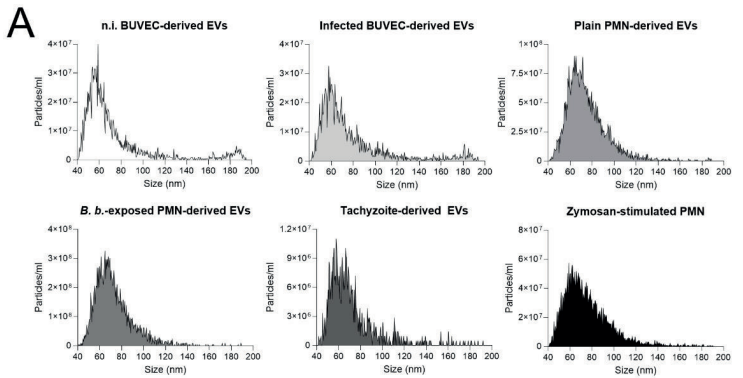 A
n.i. BUVEC-derived EVs
Particles/ml
4×10⁷
3×10⁷
2×10⁷
1×10⁷
0
40 60 80 100 120 140 160 180 200
Size (nm)
Infected BUVEC-derived EVs
Particles/ml
4×10⁷
3×10⁷
2×10⁷
1×10⁷
0
40 60 80 100 120 140 160 180 200
Size (nm)
Plain PMN-derived EVs
Particles/ml
1×10⁸
7.5×10⁷
5×10⁷
2.5×10⁷
0
40 60 80 100 120 140 160 180 200
Size (nm)
B. b.-exposed PMN-derived EVs
Particles/ml
4×10⁸
3×10⁸
2×10⁸
1×10⁸
0
40 60 80 100 120 140 160 180 200
Size (nm)
Tachyzoite-derived EVs
Particles/ml
1.2×10⁷
9×10⁶
6×10⁶
3×10⁶
0
40 60 80 100 120 140 160 180 200
Size (nm)
Zymosan-stimulated PMN
Particles/ml
8×10⁷
6×10⁷
4×10⁷
2×10⁷
0
40 60 80 100 120 140 160 180 200
Size (nm)